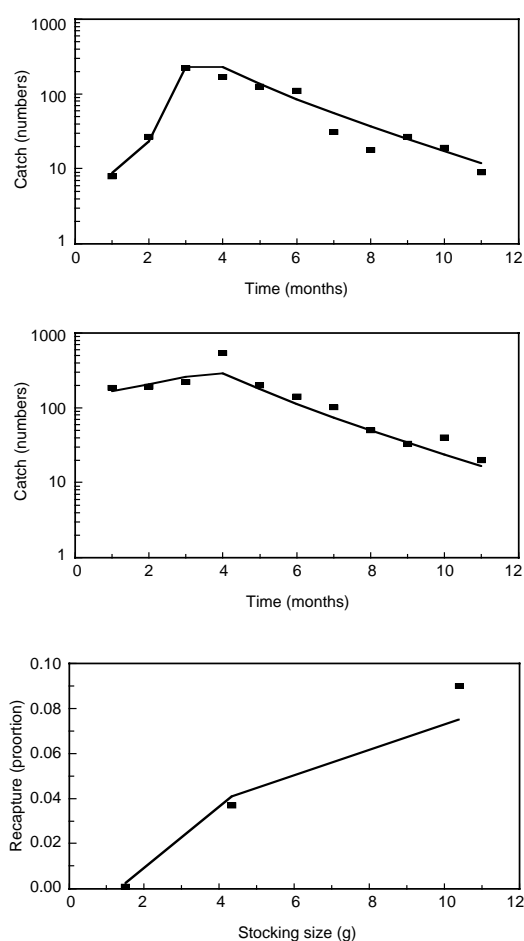 1000
100
10
1
Catch (numbers)
0 2 4 6 8 10 12
Time (months)
1000
100
10
1
Catch (numbers)
0 2 4 6 8 10 12
Time (months)
0.10
0.08
0.06
0.04
0.02
0.00
Recapture (proortion)
0 2 4 6 8 10 12
Stocking size (g)